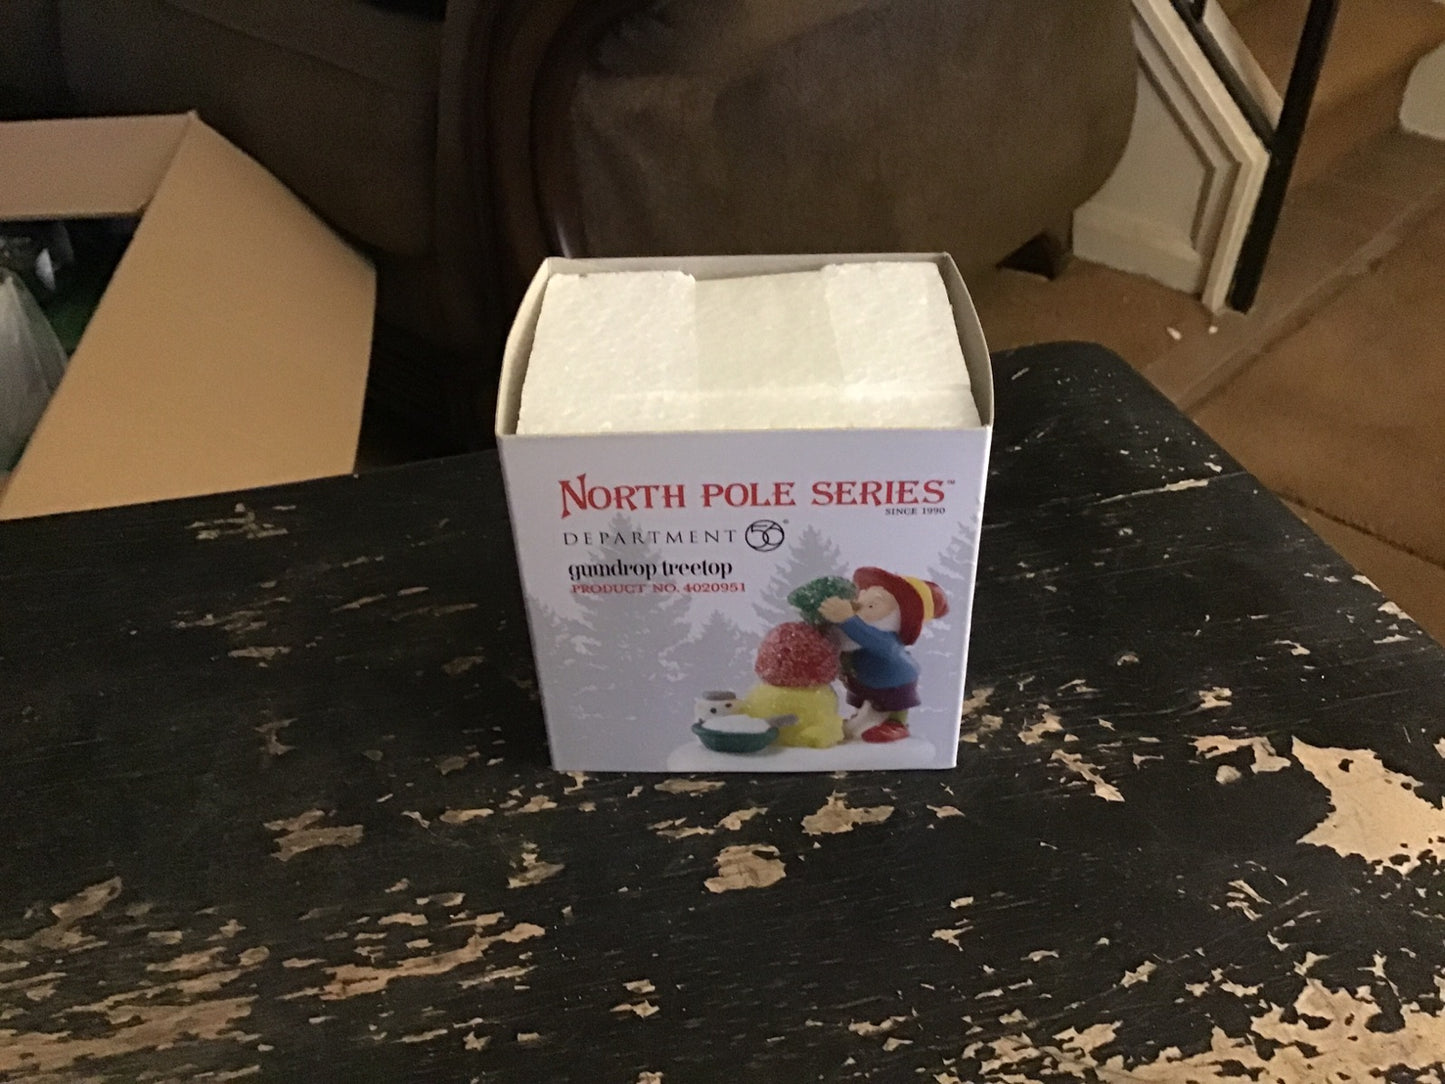 NORTH POLE SERIES™
SINCE 1990
DEPARTMENT 56®
gumdrop treetop
PRODUCT NO. 4020951